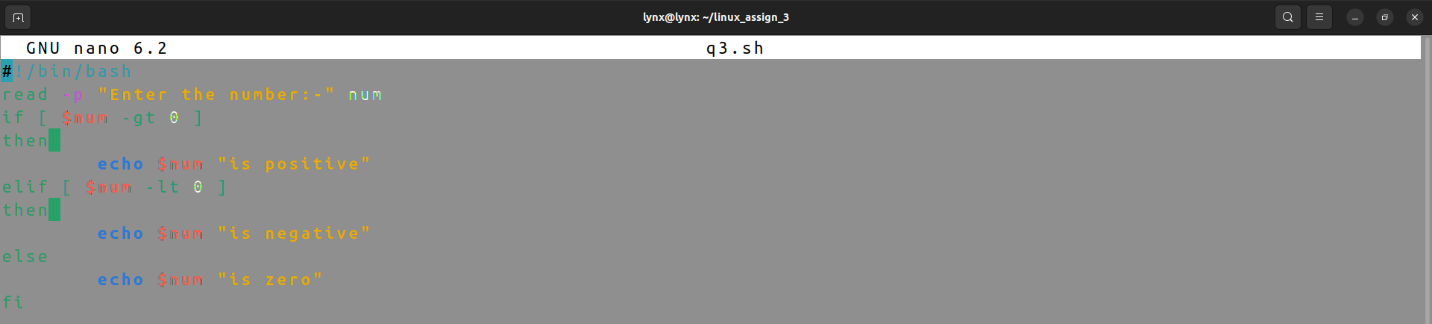 lynx@lynx: ~/linux_assign_3
GNU nano 6.2 q3.sh
#!/bin/bash
read -p "Enter the number:-" num
if [ $num -gt 0 ]
then
echo $num "is positive"
elif [ $num -lt 0 ]
then
echo $num "is negative"
else
echo $num "is zero"
fi